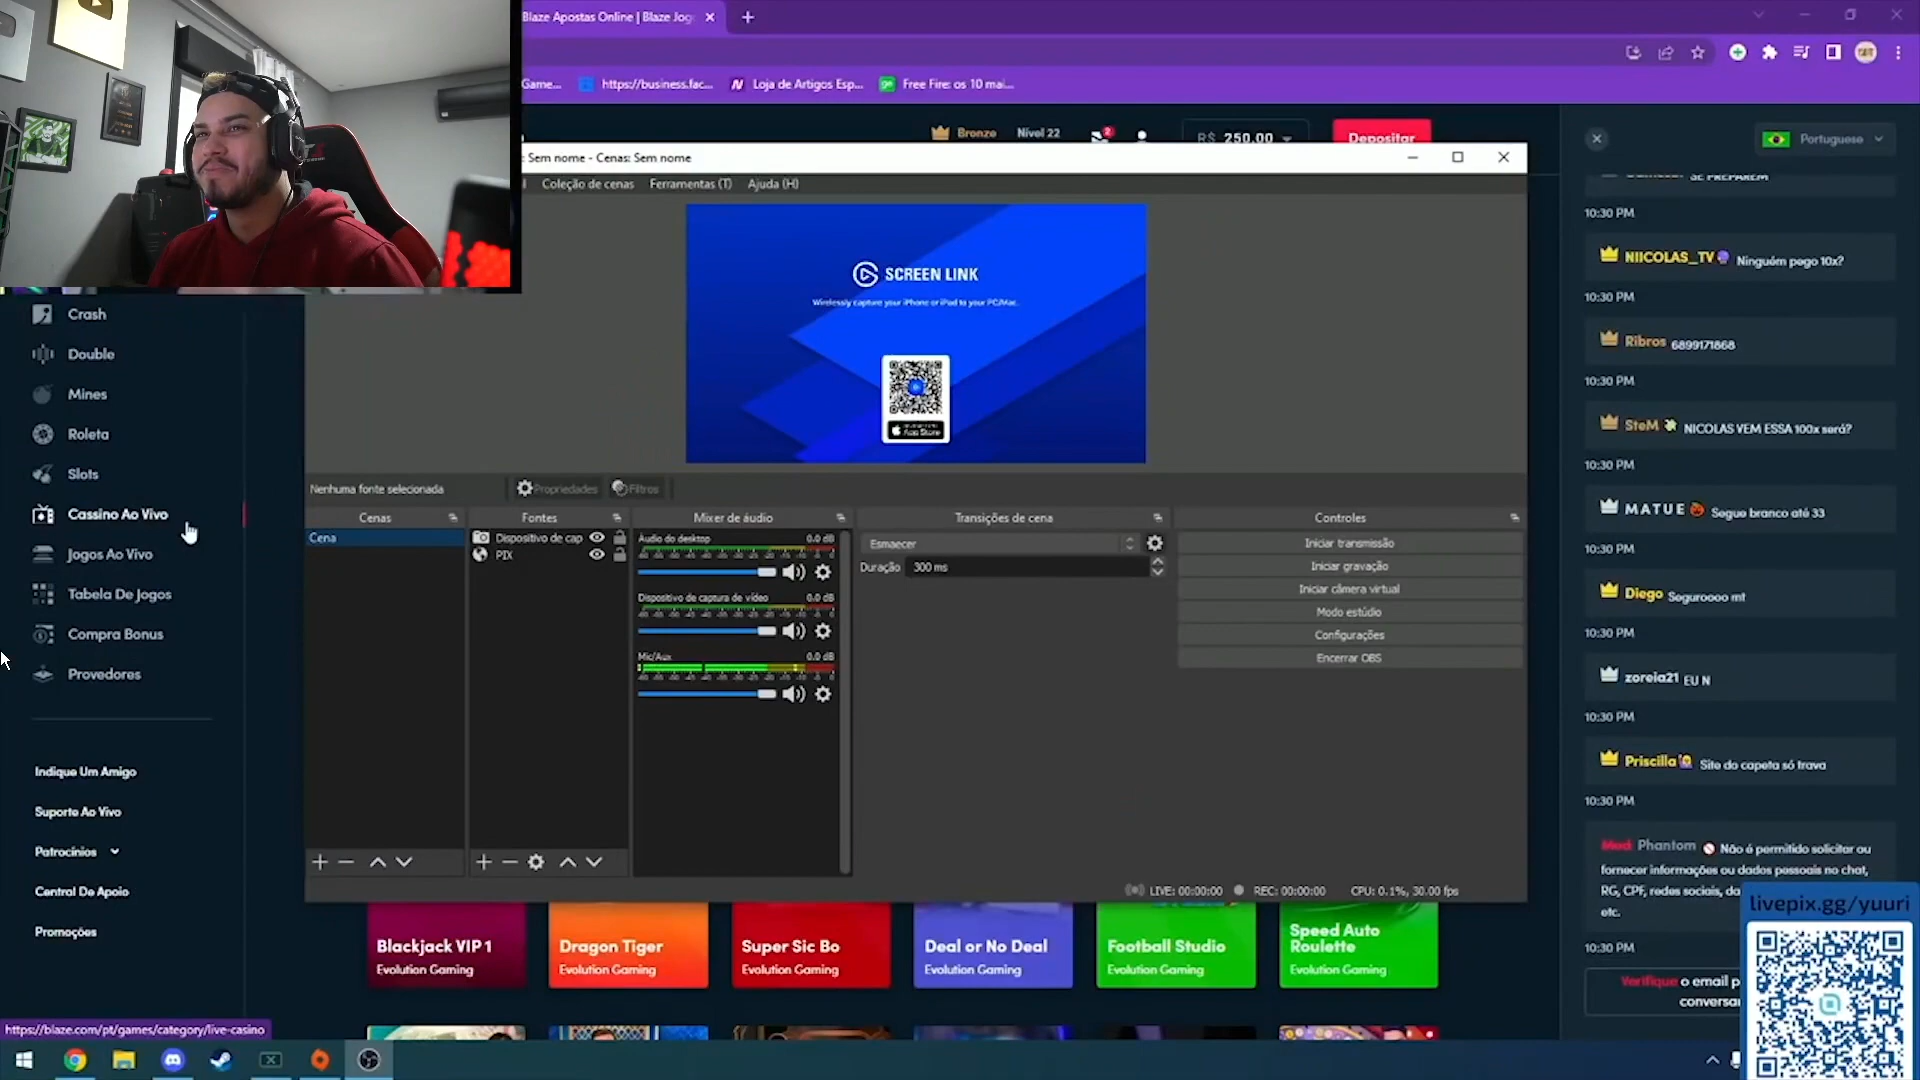 Blaze Apostas Online | Blaze Jog
Game...
https://business.fac...
Loja de Artigos Esp...
Free Fire: os 10 mai...
Bronze
Nível 22
2
R$ 250,00
Depositar
Portuguese
: Sem nome - Cenas: Sem nome
Coleção de cenas
Ferramentas (T)
Ajuda (H)
SCREEN LINK
Wirelessly capture your iPhone or iPad to your PC/Mac.
App Store
Crash
Double
Mines
Roleta
Slots
Cassino Ao Vivo
Jogos Ao Vivo
Tabela De Jogos
Compra Bonus
Provedores
Indique Um Amigo
Suporte Ao Vivo
Patrocínios
Central De Apoio
Promoções
https://blaze.com/pt/games/category/live-casino
Nenhuma fonte selecionada
Propriedades
Filtros
Cenas
Cena
Fontes
Dispositivo de cap
PIX
Mixer de áudio
Áudio do desktop 0.0 dB
Dispositivo de captura de vídeo 0.0 dB
Mic/Aux 0.0 dB
Transições de cena
Esmaecer
Duração 300 ms
Controles
Iniciar transmissão
Iniciar gravação
Iniciar câmera virtual
Modo estúdio
Configurações
Encerrar OBS
LIVE: 00:00:00
REC: 00:00:00
CPU: 0.1%, 30.00 fps
Blackjack VIP 1
Evolution Gaming
Dragon Tiger
Evolution Gaming
Super Sic Bo
Evolution Gaming
Deal or No Deal
Evolution Gaming
Football Studio
Evolution Gaming
Speed Auto
Roulette
Evolution Gaming
SE PREPAREM
10:30 PM
NIICOLAS_TV Ninguém pego 10x?
10:30 PM
Ribros 6899171868
10:30 PM
SteM NICOLAS VEM ESSA 100x será?
10:30 PM
MATUE Segue branco até 33
10:30 PM
Diego Seguroooo mt
10:30 PM
zoreia21 EU N
10:30 PM
Priscilla Site do capeta só trava
10:30 PM
Mod Phantom Não é permitido solicitar ou
fornecer informações ou dados pessoais no chat,
RG, CPF, redes sociais, da
etc.
10:30 PM
Verifique o email p
conversar
livepix.gg/yuuri